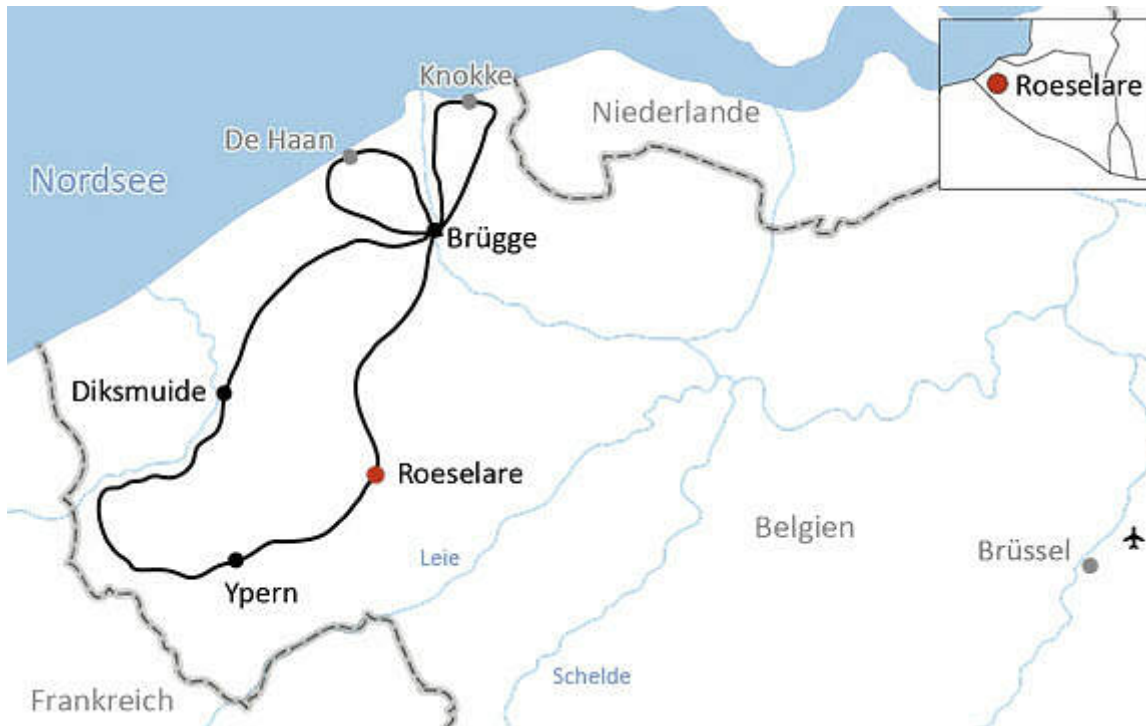 Knokke
Roeselare
Niederlande
De Haan
Nordsee
Brügge
Diksmuide
Roeselare
Belgien
Leie
Brüssel
Ypern
Schelde
Frankreich